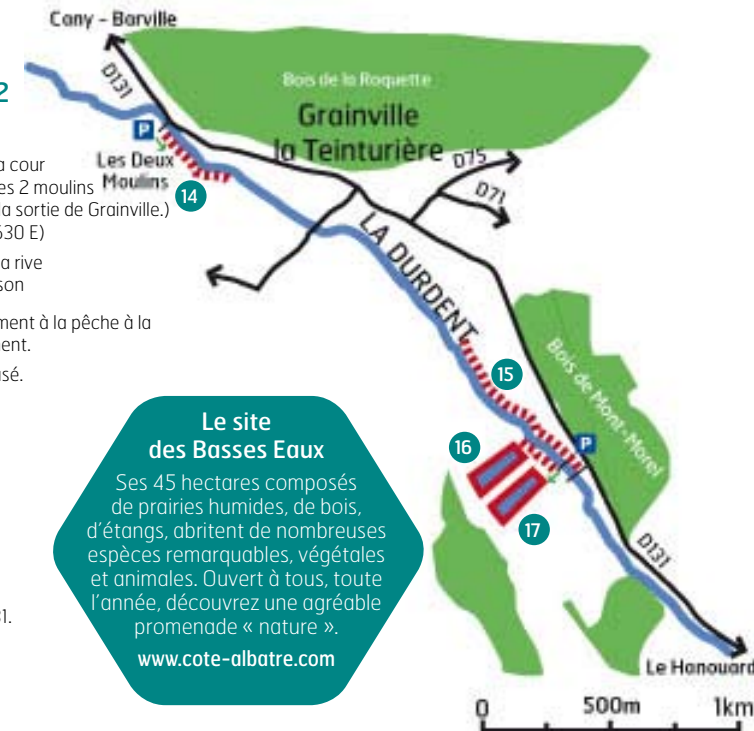 Cany - Barville
D131
2
Bois de la Roquette
Grainville
la Teinturière
P
Les Deux
Moulins
14
D75
D71
a cour
es 2 moulins
la sortie de Grainville.)
630 E)
a rive
son
ment à la pêche à la
ment.
sé.
LA DURDENT
15
Bois de Mont-Morel
P
16
17
Le site
des Basses Eaux
Ses 45 hectares composés
de prairies humides, de bois,
d'étangs, abritent de nombreuses
espèces remarquables, végétales
et animales. Ouvert à tous, toute
l'année, découvrez une agréable
promenade « nature ».
www.cote-albatre.com
D131
1.
Le Hanouard
0 500m 1km